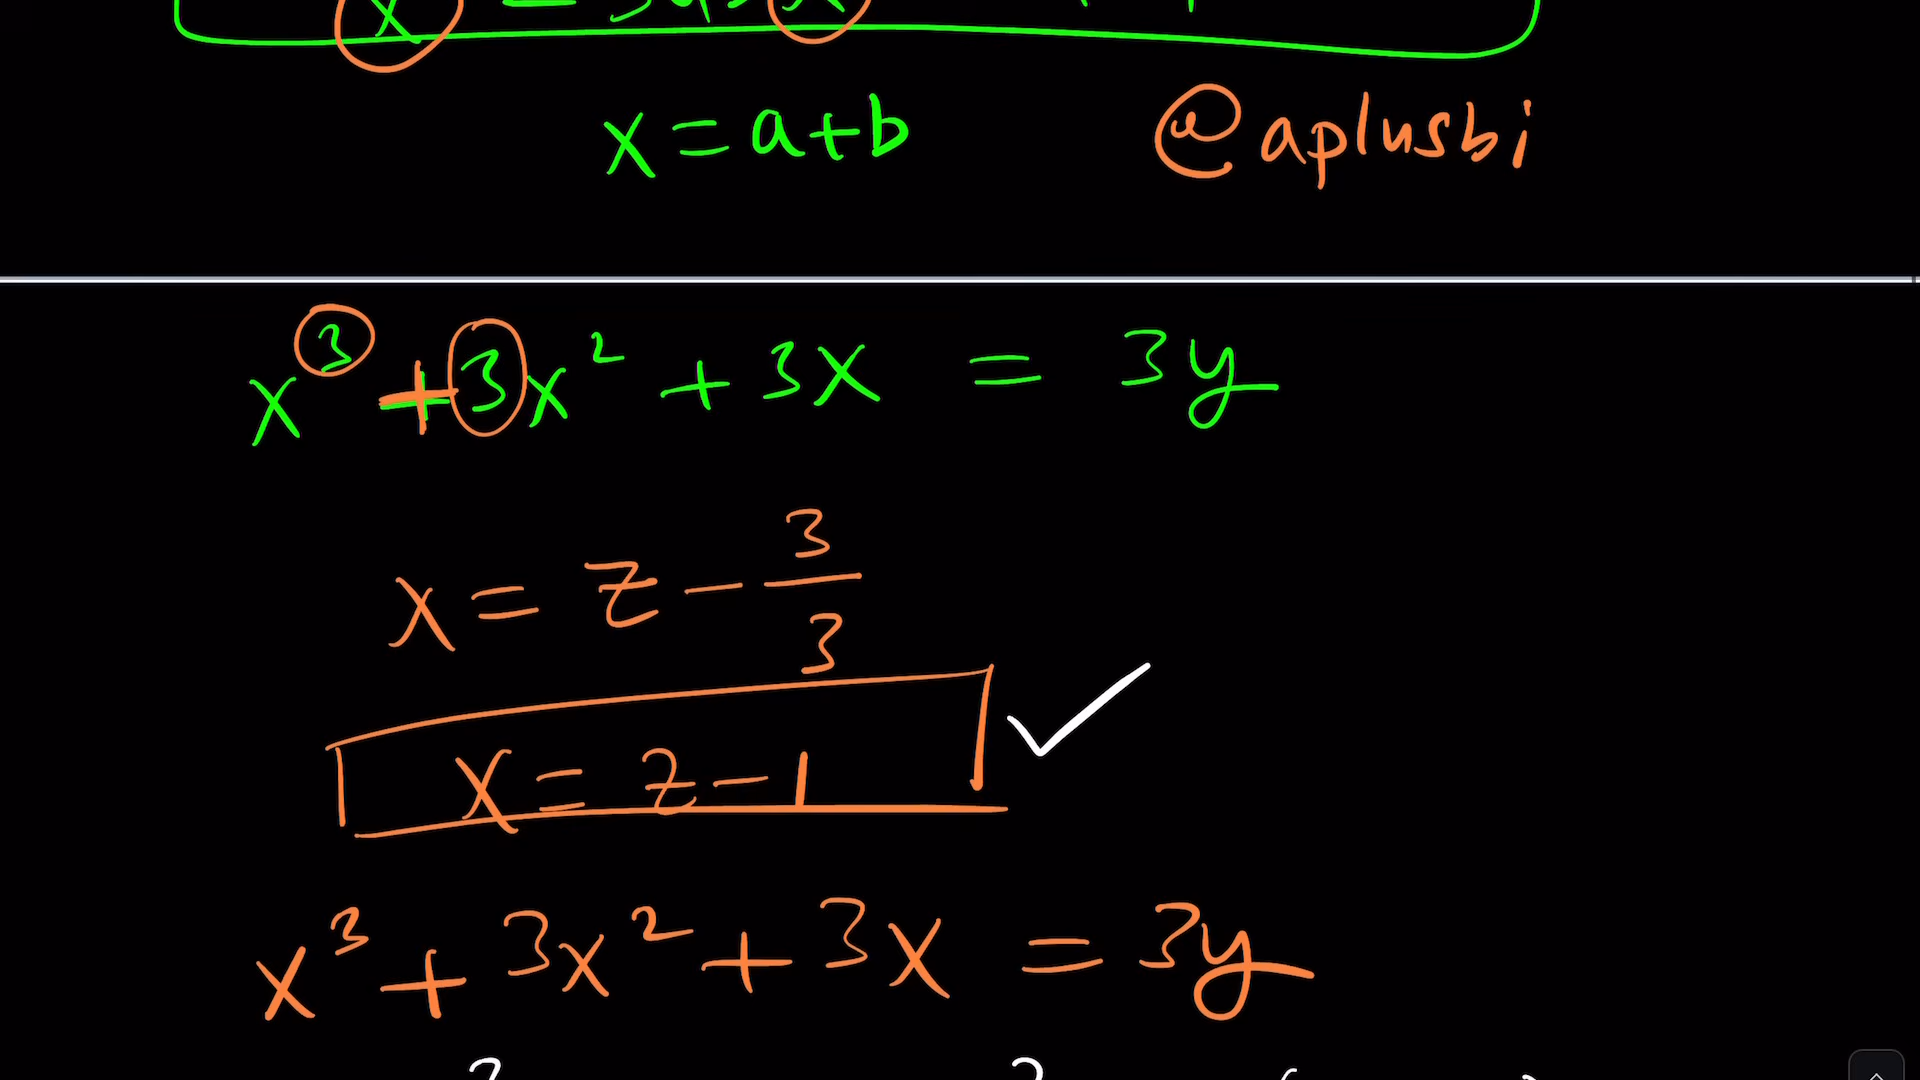 x = a+b @aplusbi
x³ + 3x² + 3x = 3y
x = z - 3/3
x = z - 1
x³ + 3x² + 3x = 3y